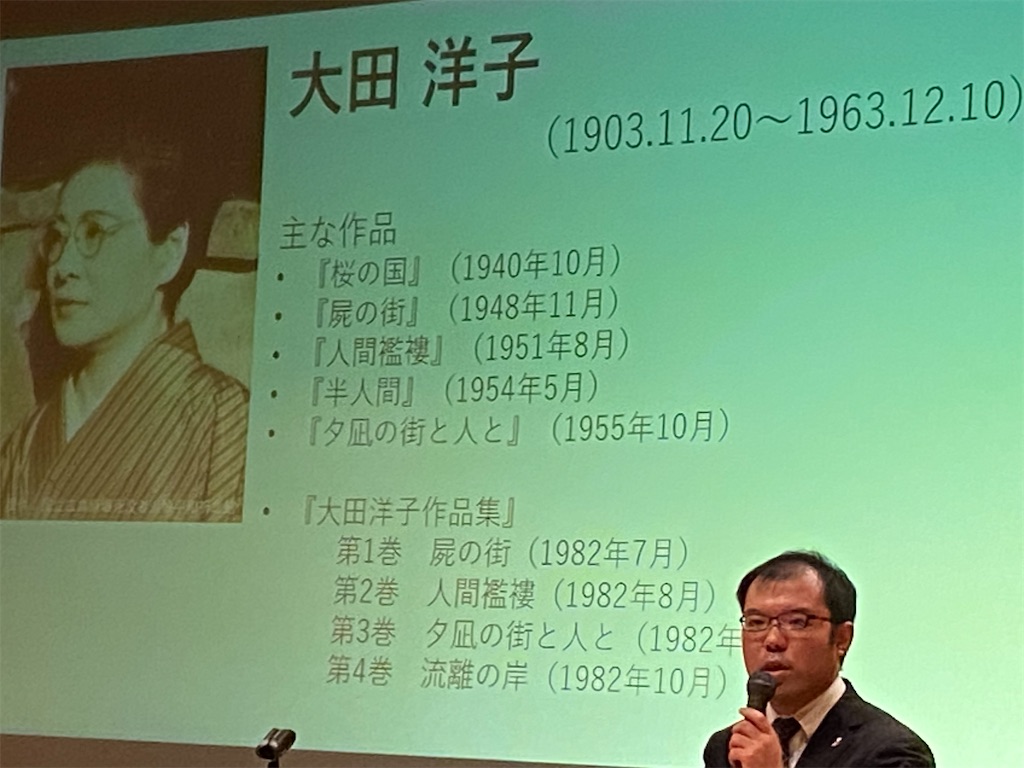 大田 洋子
(1903.11.20～1963.12.10)
主な作品
• 『桜の国』（1940年10月）
• 『屍の街』（1948年11月）
• 『人間襤褸』（1951年8月）
• 『半人間』（1954年5月）
• 『夕凪の街と人と』（1955年10月）
• 『大田洋子作品集』
第1巻 屍の街（1982年7月）
第2巻 人間襤褸（1982年8月）
第3巻 夕凪の街と人と（1982年
第4巻 流離の岸（1982年10月）